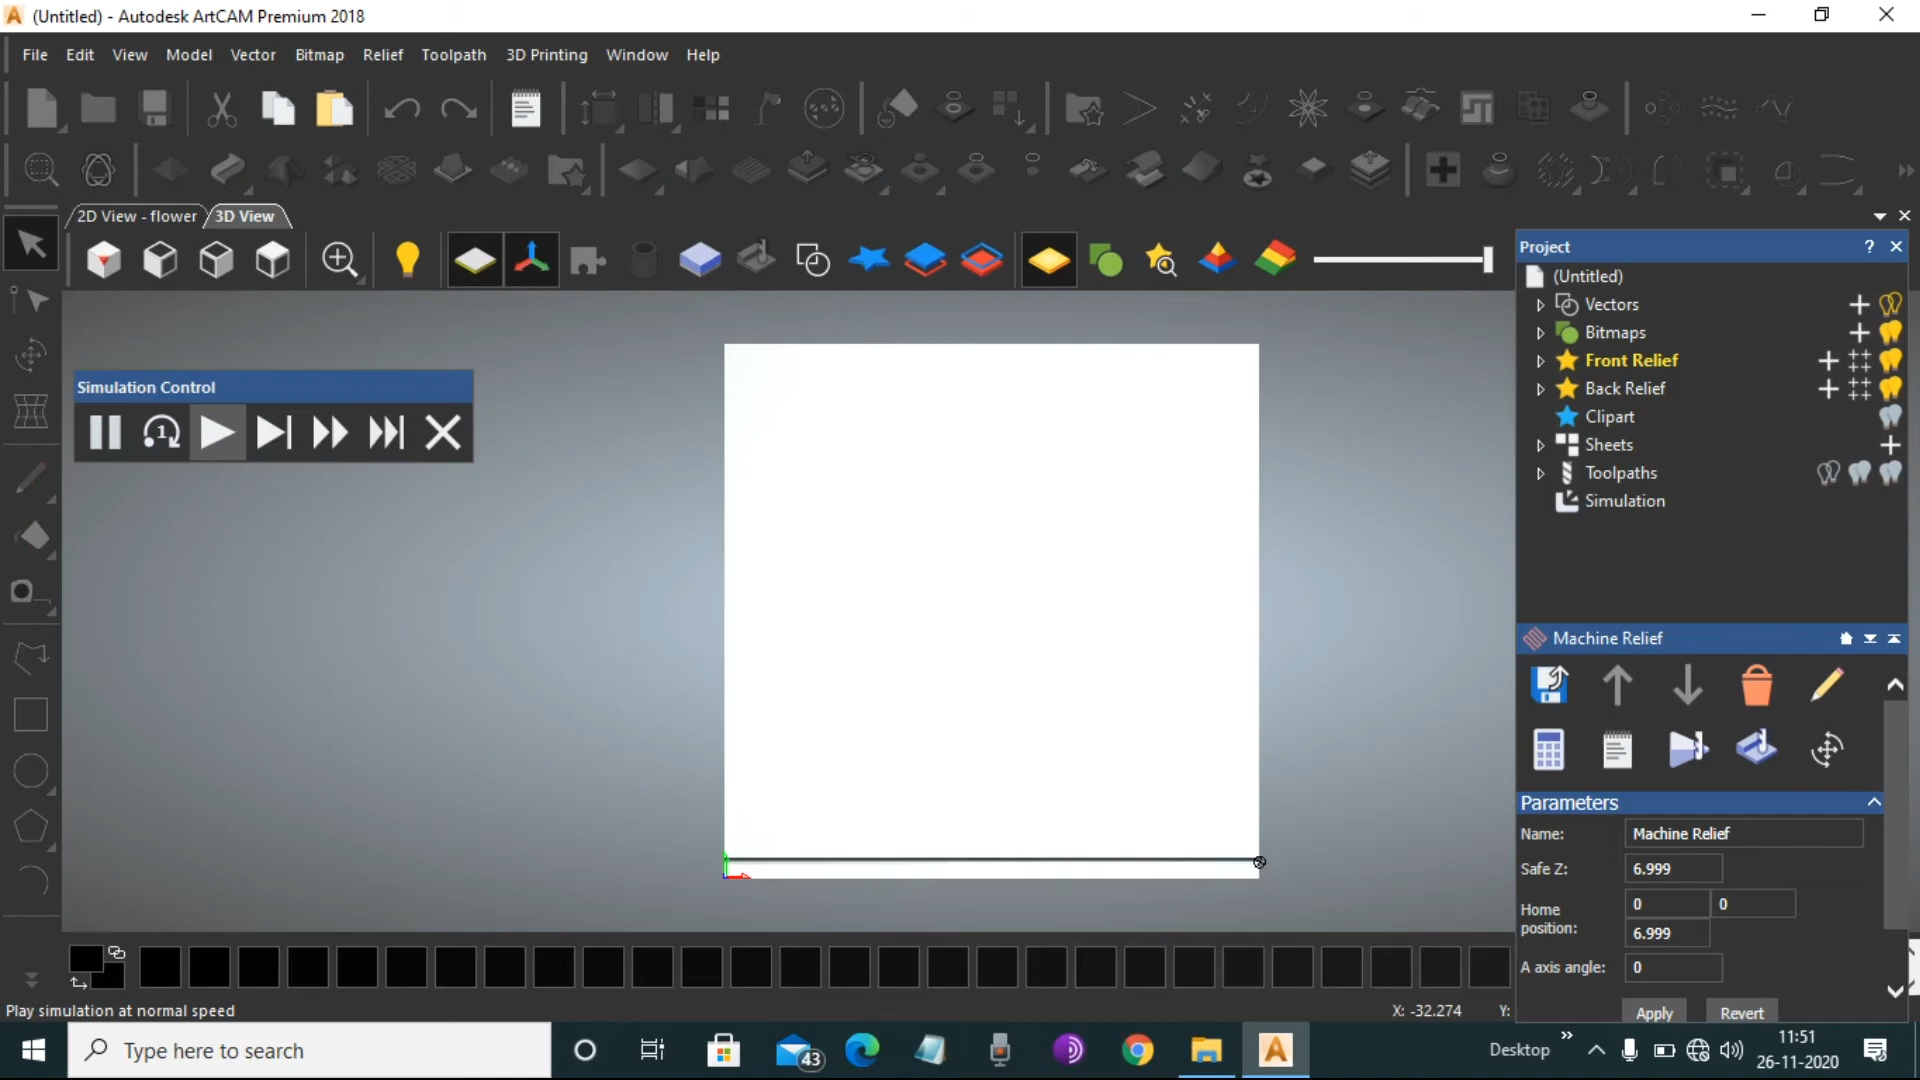 (Untitled) - Autodesk ArtCAM Premium 2018
File Edit View Model Vector Bitmap Relief Toolpath 3D Printing Window Help
2D View - flower 3D View
Simulation Control
1
Project
(Untitled)
Vectors
Bitmaps
Front Relief
Back Relief
Clipart
Sheets
Toolpaths
Simulation
Machine Relief
Parameters
Name: Machine Relief
Safe Z: 6.999
Home position: 0 0
6.999
A axis angle: 0
Apply Revert
Play simulation at normal speed
X: -32.274 Y:
Type here to search
43
Desktop
11:51
26-11-2020